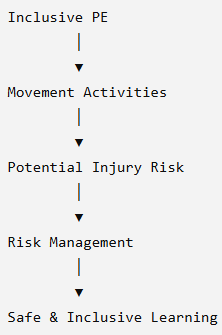 Inclusive PE
Movement Activities
Potential Injury Risk
Risk Management
Safe & Inclusive Learning